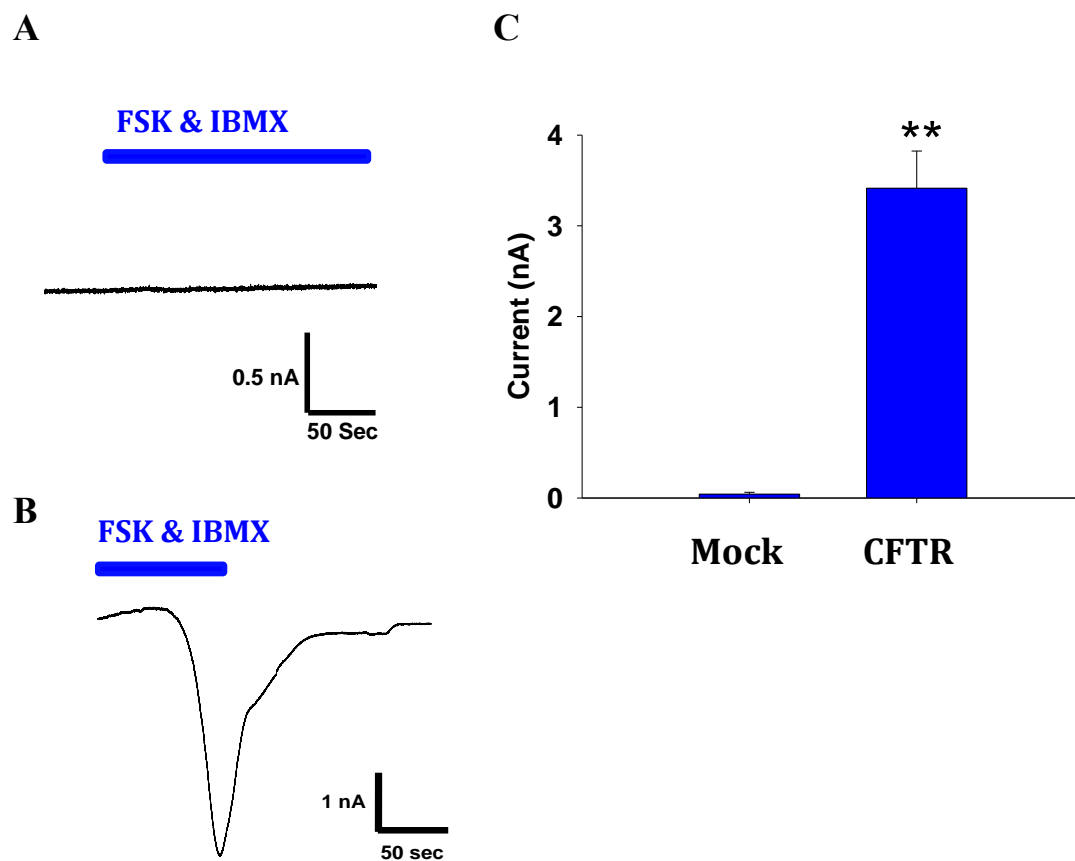 A
FSK & IBMX
0.5 nA
50 Sec
B
FSK & IBMX
1 nA
50 sec
C
**
Current (nA)
4
3
2
1
0
Mock
CFTR